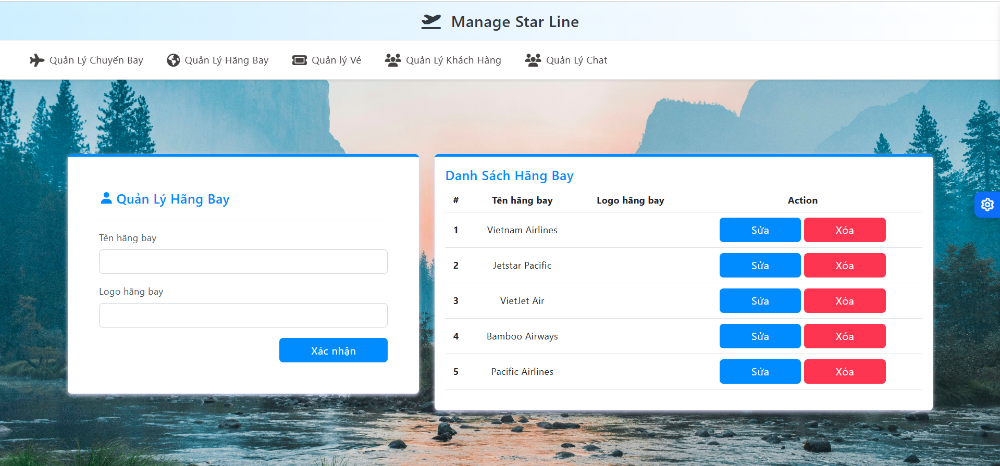 Manage Star Line
Quản Lý Chuyến Bay Quản Lý Hãng Bay Quản lý Vé Quản Lý Khách Hàng Quản Lý Chat
Quản Lý Hãng Bay
Tên hãng bay
Logo hãng bay
Xác nhận
Danh Sách Hãng Bay
# Tên hãng bay Logo hãng bay Action
1 Vietnam Airlines Sửa Xóa
2 Jetstar Pacific Sửa Xóa
3 VietJet Air Sửa Xóa
4 Bamboo Airways Sửa Xóa
5 Pacific Airlines Sửa Xóa